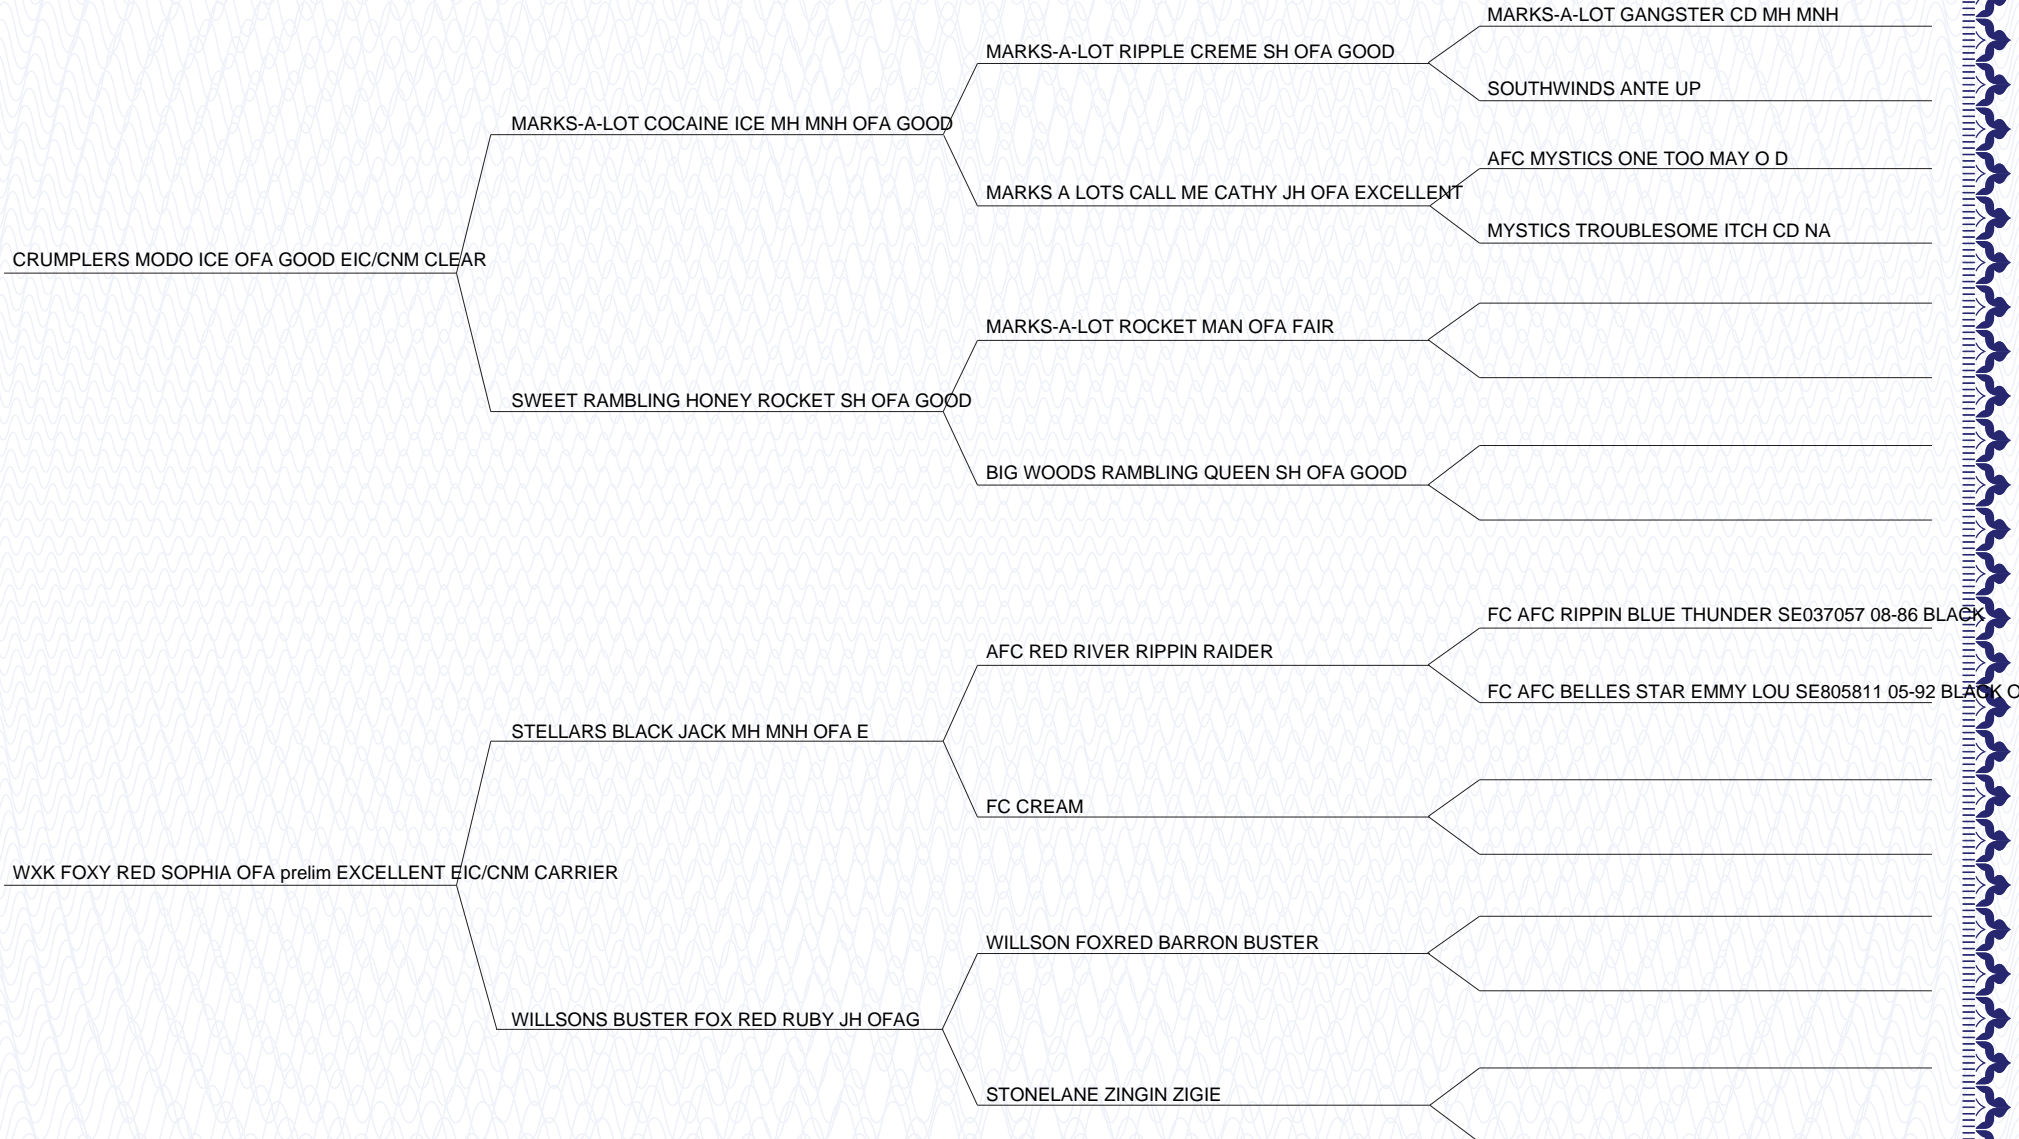 MARKS-A-LOT GANGSTER CD MH MNH
MARKS-A-LOT RIPPLE CREME SH OFA GOOD
SOUTHWINDS ANTE UP
MARKS-A-LOT COCAINE ICE MH MNH OFA GOOD
AFC MYSTICS ONE TOO MAY O D
MARKS A LOTS CALL ME CATHY JH OFA EXCELLENT
MYSTICS TROUBLESOME ITCH CD NA
CRUMPLERS MODO ICE OFA GOOD EIC/CNM CLEAR
MARKS-A-LOT ROCKET MAN OFA FAIR
SWEET RAMBLING HONEY ROCKET SH OFA GOOD
BIG WOODS RAMBLING QUEEN SH OFA GOOD
FC AFC RIPPIN BLUE THUNDER SE037057 08-86 BLACK
AFC RED RIVER RIPPIN RAIDER
FC AFC BELLES STAR EMMY LOU SE805811 05-92 BLACK O
STELLARS BLACK JACK MH MNH OFA E
FC CREAM
WXK FOXY RED SOPHIA OFA prelim EXCELLENT EIC/CNM CARRIER
WILLSON FOXRED BARRON BUSTER
WILLSONS BUSTER FOX RED RUBY JH OFAG
STONELANE ZINGIN ZIGIE